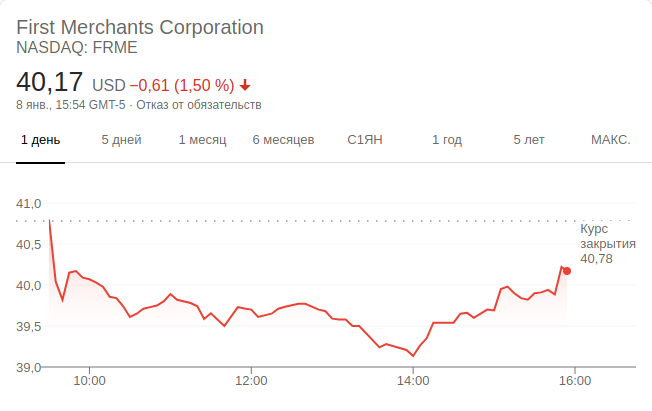 First Merchants Corporation
NASDAQ: FRME
40,17 USD −0,61 (1,50 %)
8 янв., 15:54 GMT-5 · Отказ от обязательств
1 день 5 дней 1 месяц 6 месяцев С1ЯН 1 год 5 лет МАКС.
41,0
Курс
закрытия
40,78
40,5
40,0
39,5
39,0
10:00 12:00 14:00 16:00